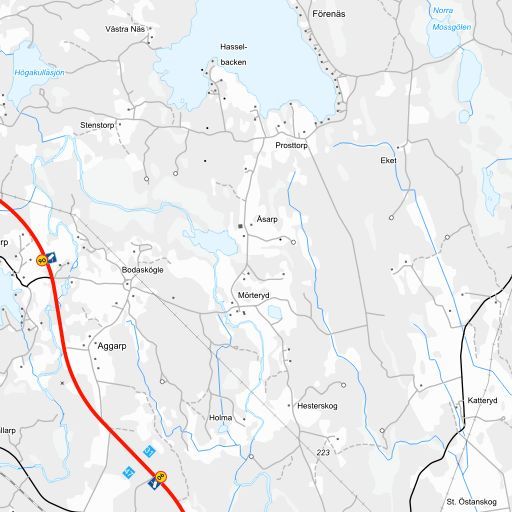 Förenäs
Norra
Mossgölen
Västra Näs
Hassel-
backen
Högakullasjön
Stenstorp
Prosttorp
Eket
Åsarp
Bodaskögle
Mörteryd
Aggarp
Hesterskog
Katteryd
Holma
223
St. Östanskog